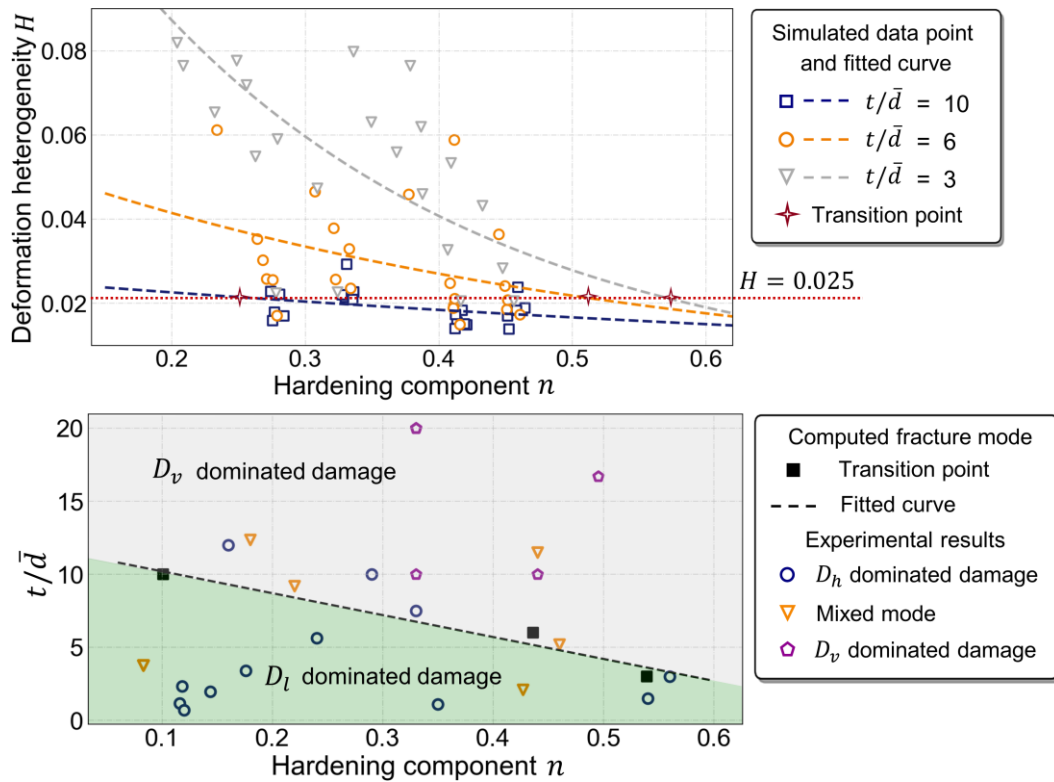 Deformation heterogeneity H
0.08
0.06
0.04
0.02
0.2 0.3 0.4 0.5 0.6
Hardening component n
H = 0.025
Simulated data point
and fitted curve
t/d̄ = 10
t/d̄ = 6
t/d̄ = 3
Transition point
t/d̄
20
15
10
5
0
D_v dominated damage
D_l dominated damage
0.1 0.2 0.3 0.4 0.5 0.6
Hardening component n
Computed fracture mode
Transition point
Fitted curve
Experimental results
D_h dominated damage
Mixed mode
D_v dominated damage